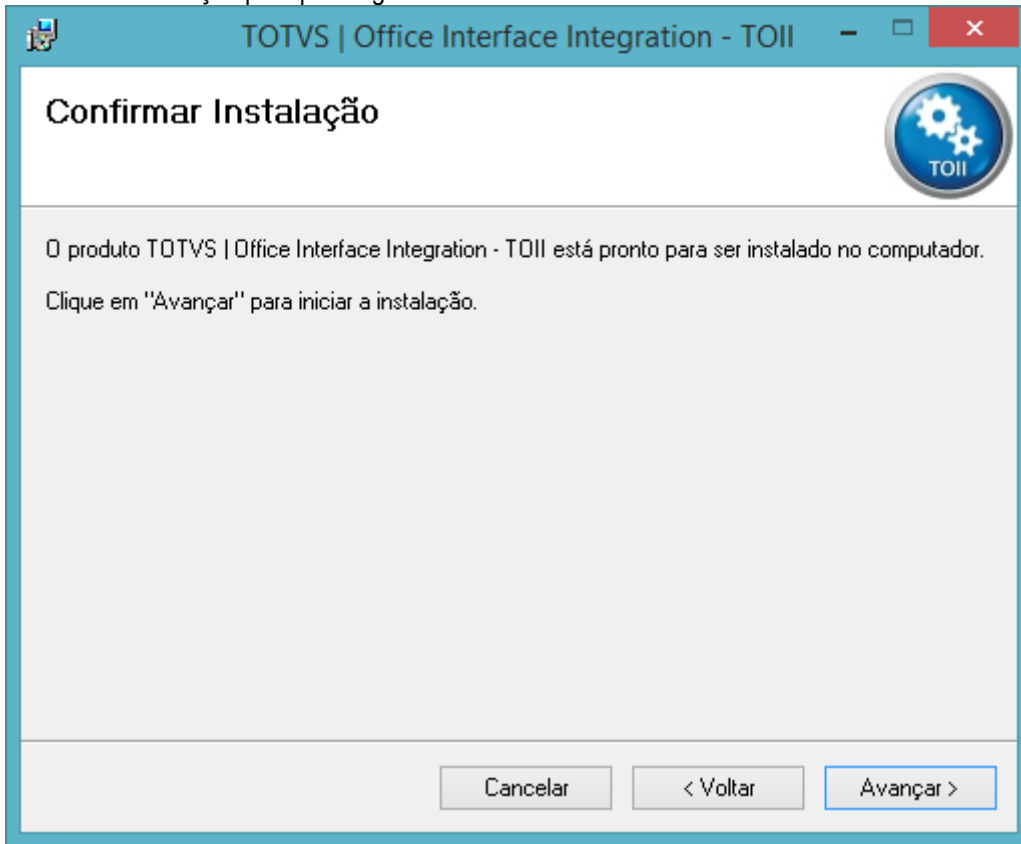 TOTVS | Office Interface Integration - TOII
Confirmar Instalação
TOII
O produto TOTVS | Office Interface Integration - TOII está pronto para ser instalado no computador.
Clique em "Avançar" para iniciar a instalação.
Cancelar
< Voltar
Avançar >